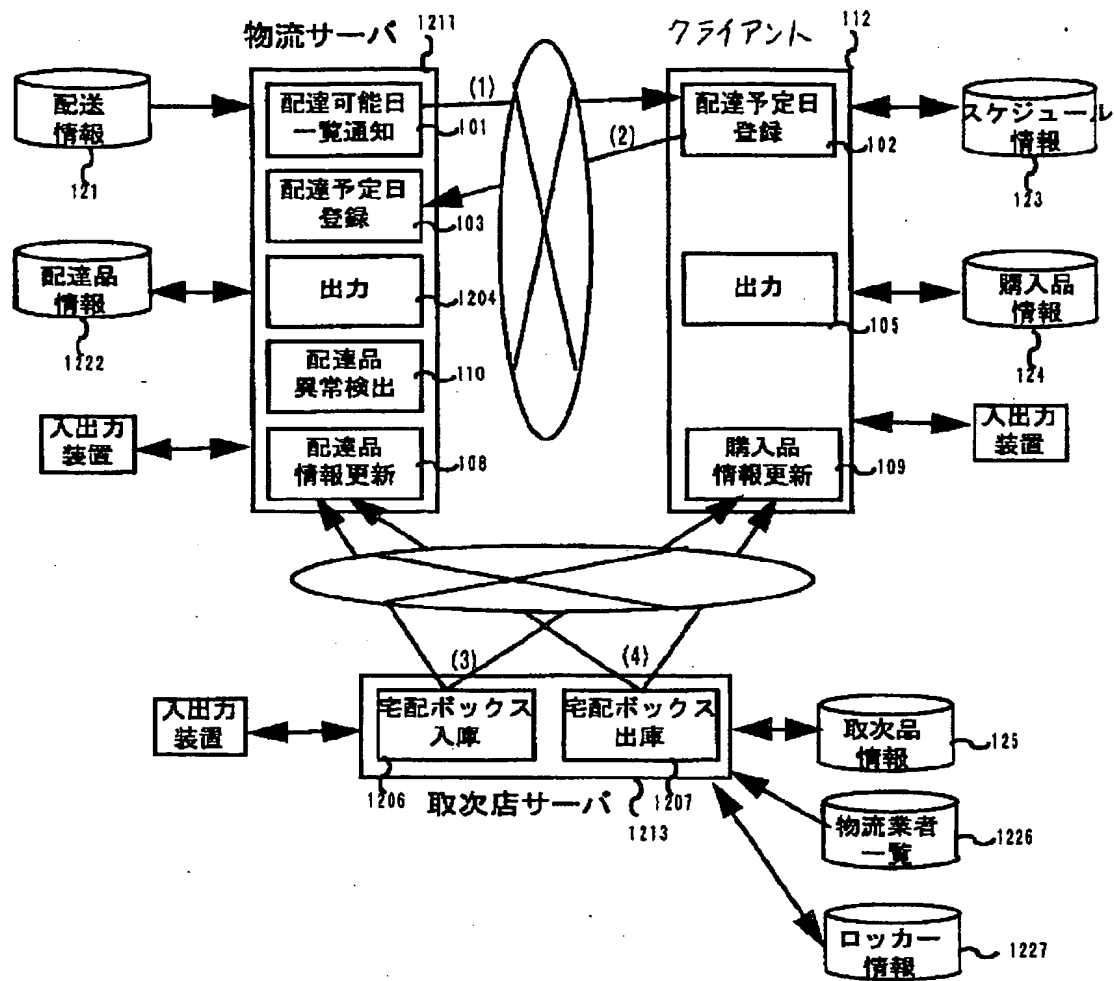 物流サーバ
1211
クライアント
112
配送
情報
121
配達可能日
一覧通知
101
(1)
(2)
配達予定日
登録
102
スケジュール
情報
123
配達予定日
登録
103
配達品
情報
1222
出力
1204
出力
105
購入品
情報
124
配達品
異常検出
110
入出力
装置
配達品
情報更新
108
購入品
情報更新
109
入出力
装置
(3)
(4)
入出力
装置
宅配ボックス
入庫
1206
宅配ボックス
出庫
1207
取次店サーバ
1213
取次品
情報
125
物流業者
一覧
1226
ロッカー
情報
1227